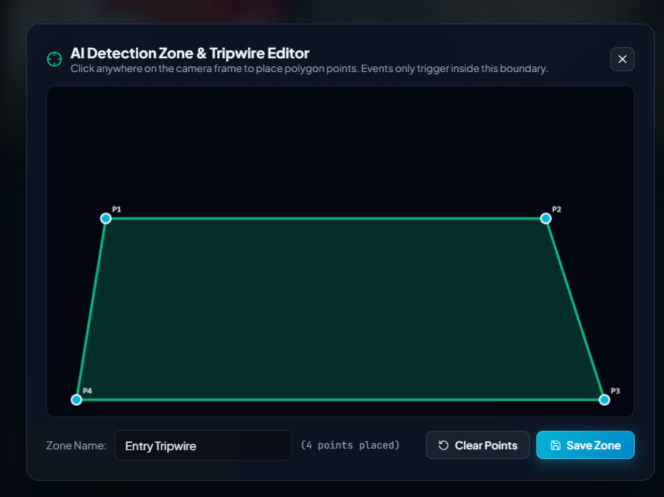 AI Detection Zone & Tripwire Editor
Click anywhere on the camera frame to place polygon points. Events only trigger inside this boundary.
P1
P2
P4
P3
Zone Name: Entry Tripwire (4 points placed) Clear Points Save Zone